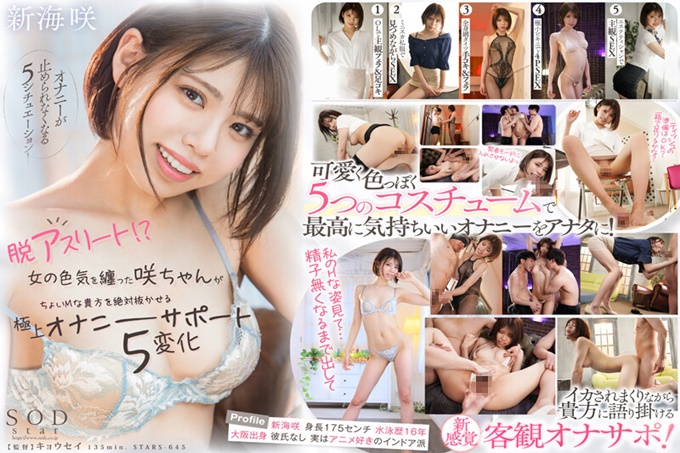 新海咲
オナニーが
止められなくなる
5シチュエーション!
脱アスリート!?
女の色気を纏った咲ちゃんが
ちょいMな貴方を絶対抜かせる
極上オナニーサポート
5変化
SOD
star
【監督】キョウセイ 135min. STARS-645
1
2
3
4
5
主観SEX
可愛く色っぽく
5つのコスチュームで
最高に気持ちいいオナニーをアナタに!
私のHな姿見て‥
精子無くなるまで出して
Profile 新海咲 身長175センチ 水泳歴16年
大阪出身 彼氏なし 実はアニメ好きのインドア派
イカされまくりながら
貴方に語り掛ける
新感覚 客観オナサポ!